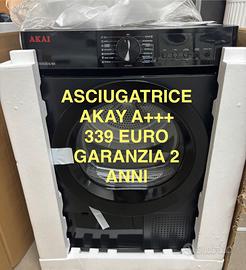 AKAI
ASCIUGATRICE
AKAY A+++
339 EURO
GARANZIA 2
ANNI